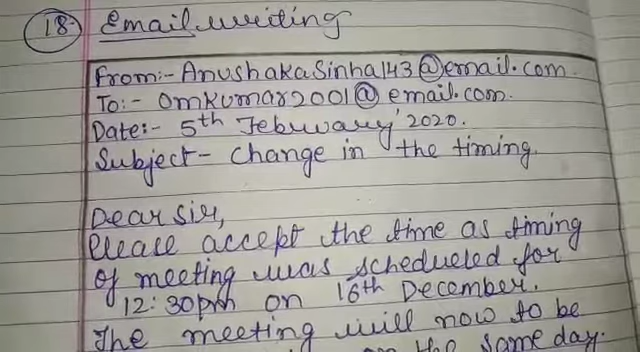 18. Email writing
From:- AnushakaSinha143@email.com
To:- Omkumar2001@email.com.
Date:- 5th February 2020.
Subject- Change in the timing.
Dear Sir,
Please accept the time as timing
of meeting was scheduled for
12:30pm on 16th December.
The meeting will now to be
on the same day.